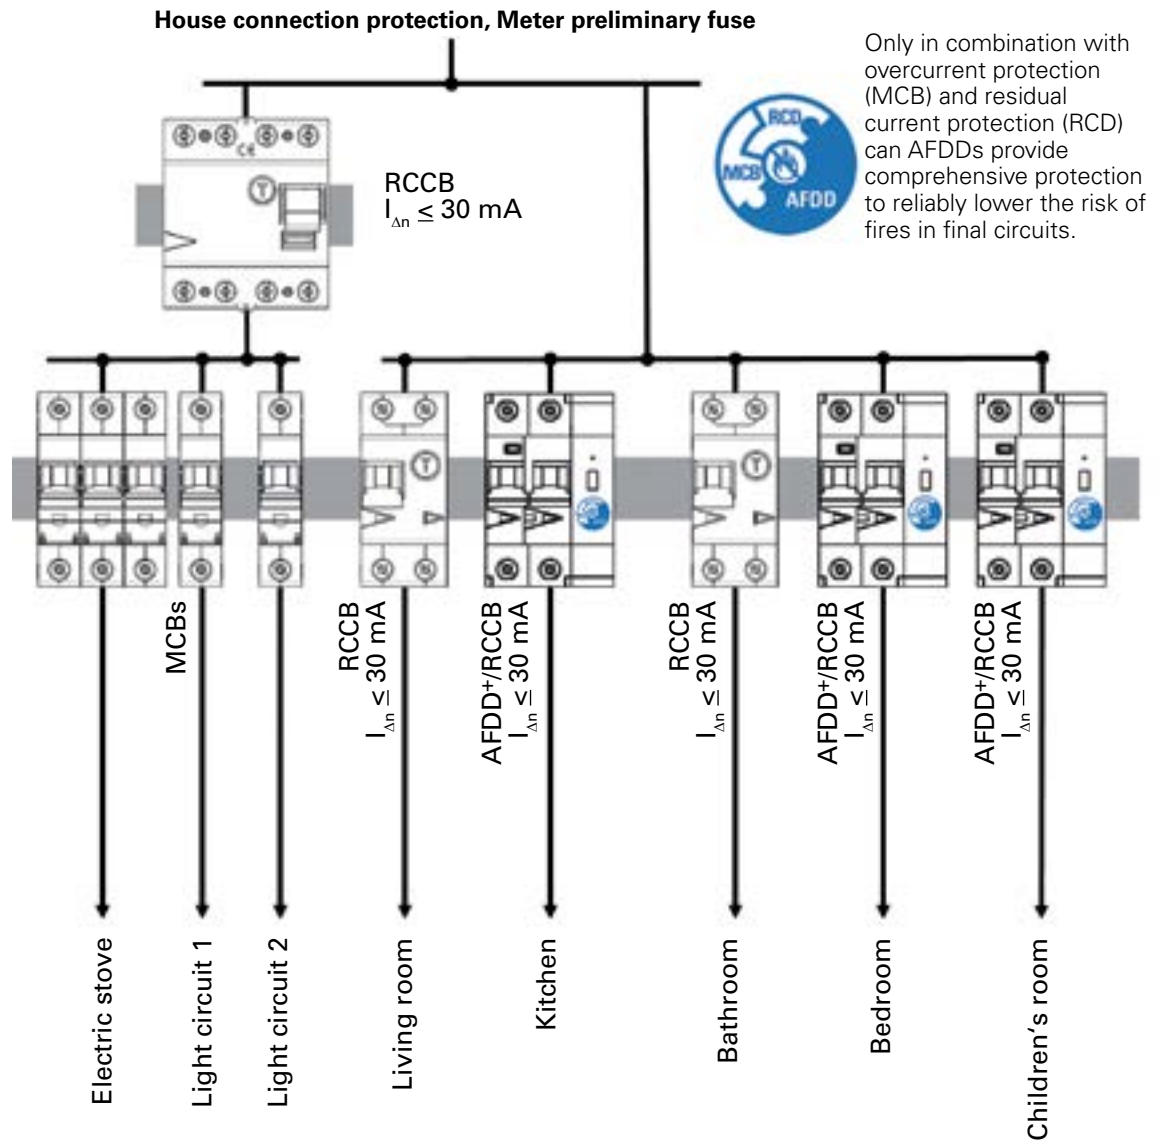 House connection protection, Meter preliminary fuse
Only in combination with
overcurrent protection
(MCB) and residual
current protection (RCD)
can AFDDs provide
comprehensive protection
to reliably lower the risk of
fires in final circuits.
RCD
MCB
AFDD
CE
T
RCCB
IΔn ≤ 30 mA
T
T
MCBs
RCCB
IΔn ≤ 30 mA
AFDD+/RCCB
IΔn ≤ 30 mA
RCCB
IΔn ≤ 30 mA
AFDD+/RCCB
IΔn ≤ 30 mA
AFDD+/RCCB
IΔn ≤ 30 mA
Electric stove
Light circuit 1
Light circuit 2
Living room
Kitchen
Bathroom
Bedroom
Children‘s room